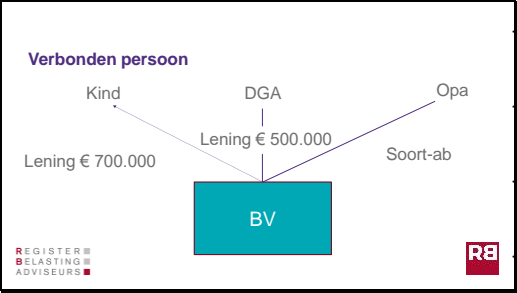 Verbonden persoon
Kind
DGA
Opa
Lening € 500.000
Lening € 700.000
Soort-ab
BV
REGISTER
BELASTING
ADVISEURS
RB